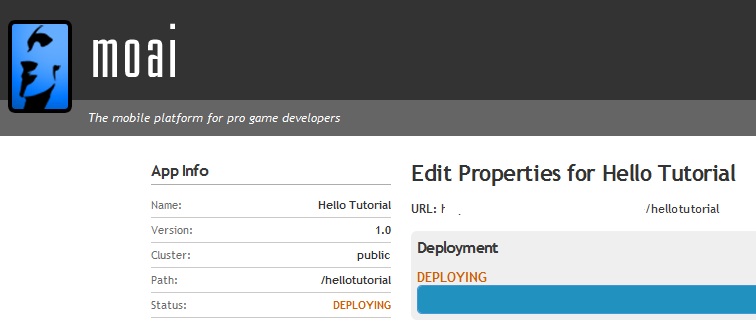 moai
The mobile platform for pro game developers
App Info
Name: Hello Tutorial
Version: 1.0
Cluster: public
Path: /hellotutorial
Status: DEPLOYING
Edit Properties for Hello Tutorial
URL: /hellotutorial
Deployment
DEPLOYING